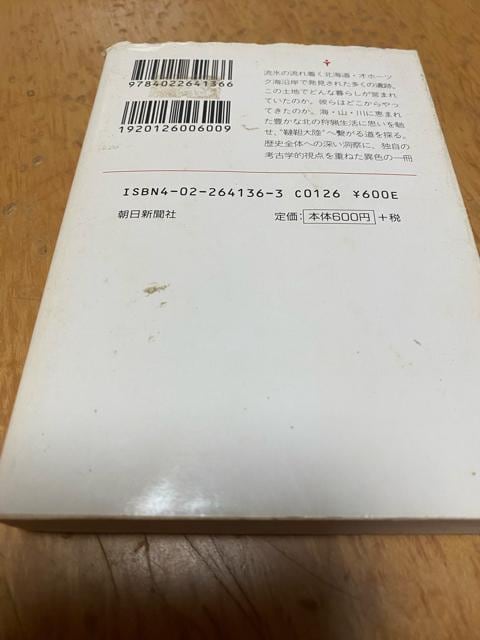 9784022641366
1920126006009
流氷の流れ着く北海道・オホーツ
ク海沿岸で発見された多くの遺跡。
この土地でどんな暮らしが営まれ
ていたのか。彼らはどこからやっ
てきたのか。海・山・川に恵まれ
た豊かな北の狩猟生活に思いを馳
せ、"韃靼大陸"へ繋がる道を探る。
歴史全体への深い洞察に、独自の
考古学的視点を重ねた異色の一冊
ISBN4-02-264136-3 C0126 ¥600E
朝日新聞社
定価：本体600円+税